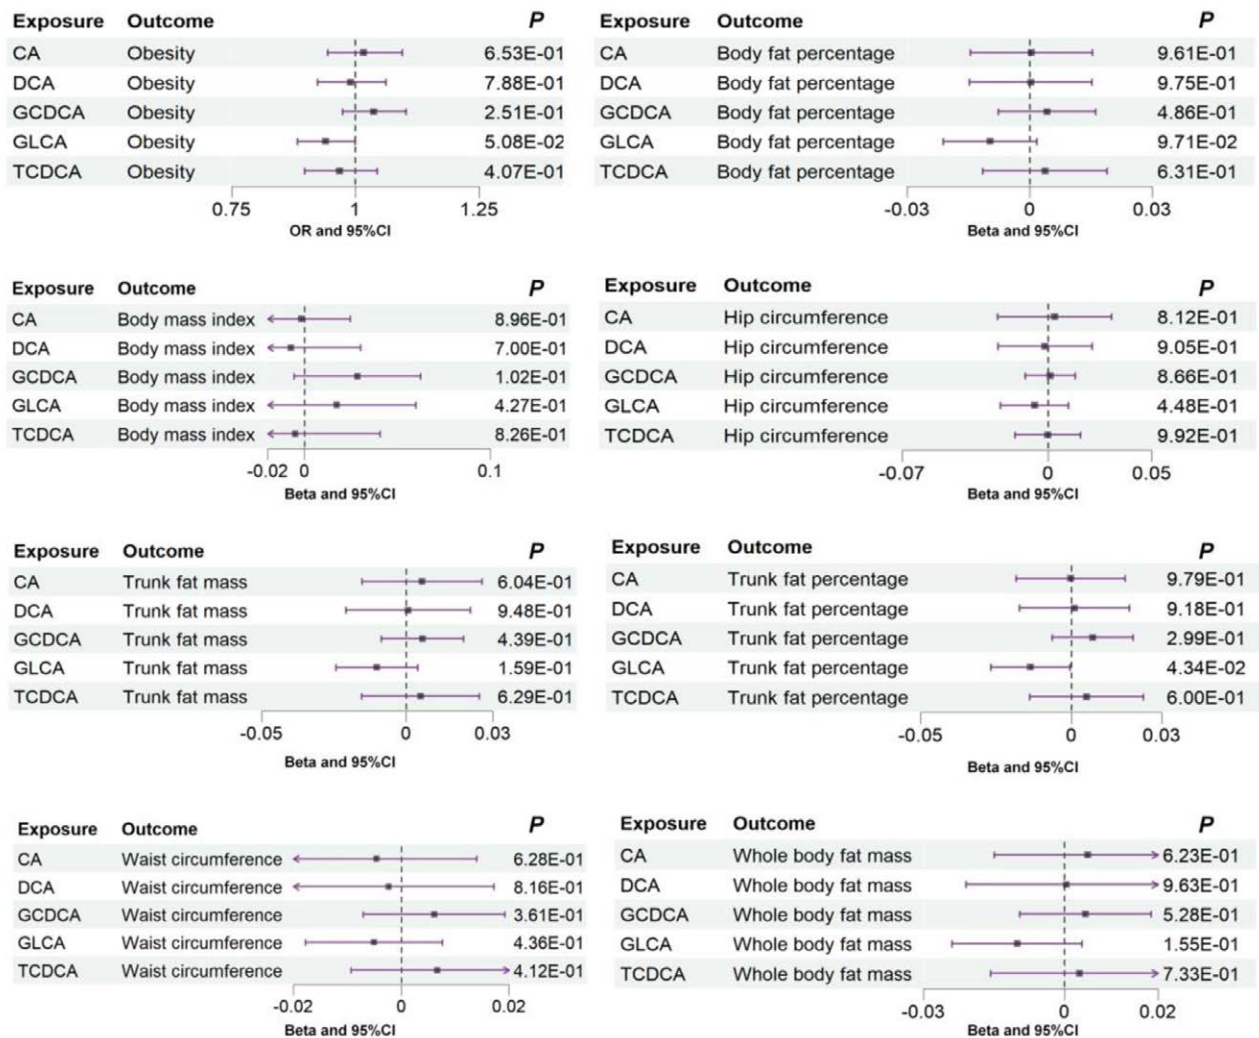 Exposure Outcome P
CA Obesity 6.53E-01
DCA Obesity 7.88E-01
GCDCA Obesity 2.51E-01
GLCA Obesity 5.08E-02
TCDCA Obesity 4.07E-01
0.75 1 1.25
OR and 95%CI
Exposure Outcome P
CA Body fat percentage 9.61E-01
DCA Body fat percentage 9.75E-01
GCDCA Body fat percentage 4.86E-01
GLCA Body fat percentage 9.71E-02
TCDCA Body fat percentage 6.31E-01
-0.03 0 0.03
Beta and 95%CI
Exposure Outcome P
CA Body mass index 8.96E-01
DCA Body mass index 7.00E-01
GCDCA Body mass index 1.02E-01
GLCA Body mass index 4.27E-01
TCDCA Body mass index 8.26E-01
-0.02 0 0.1
Beta and 95%CI
Exposure Outcome P
CA Hip circumference 8.12E-01
DCA Hip circumference 9.05E-01
GCDCA Hip circumference 8.66E-01
GLCA Hip circumference 4.48E-01
TCDCA Hip circumference 9.92E-01
-0.07 0 0.05
Beta and 95%CI
Exposure Outcome P
CA Trunk fat mass 6.04E-01
DCA Trunk fat mass 9.48E-01
GCDCA Trunk fat mass 4.39E-01
GLCA Trunk fat mass 1.59E-01
TCDCA Trunk fat mass 6.29E-01
-0.05 0 0.03
Beta and 95%CI
Exposure Outcome P
CA Trunk fat percentage 9.79E-01
DCA Trunk fat percentage 9.18E-01
GCDCA Trunk fat percentage 2.99E-01
GLCA Trunk fat percentage 4.34E-02
TCDCA Trunk fat percentage 6.00E-01
-0.05 0 0.03
Beta and 95%CI
Exposure Outcome P
CA Waist circumference 6.28E-01
DCA Waist circumference 8.16E-01
GCDCA Waist circumference 3.61E-01
GLCA Waist circumference 4.36E-01
TCDCA Waist circumference 4.12E-01
-0.02 0 0.02
Beta and 95%CI
Exposure Outcome P
CA Whole body fat mass 6.23E-01
DCA Whole body fat mass 9.63E-01
GCDCA Whole body fat mass 5.28E-01
GLCA Whole body fat mass 1.55E-01
TCDCA Whole body fat mass 7.33E-01
-0.03 0 0.02
Beta and 95%CI